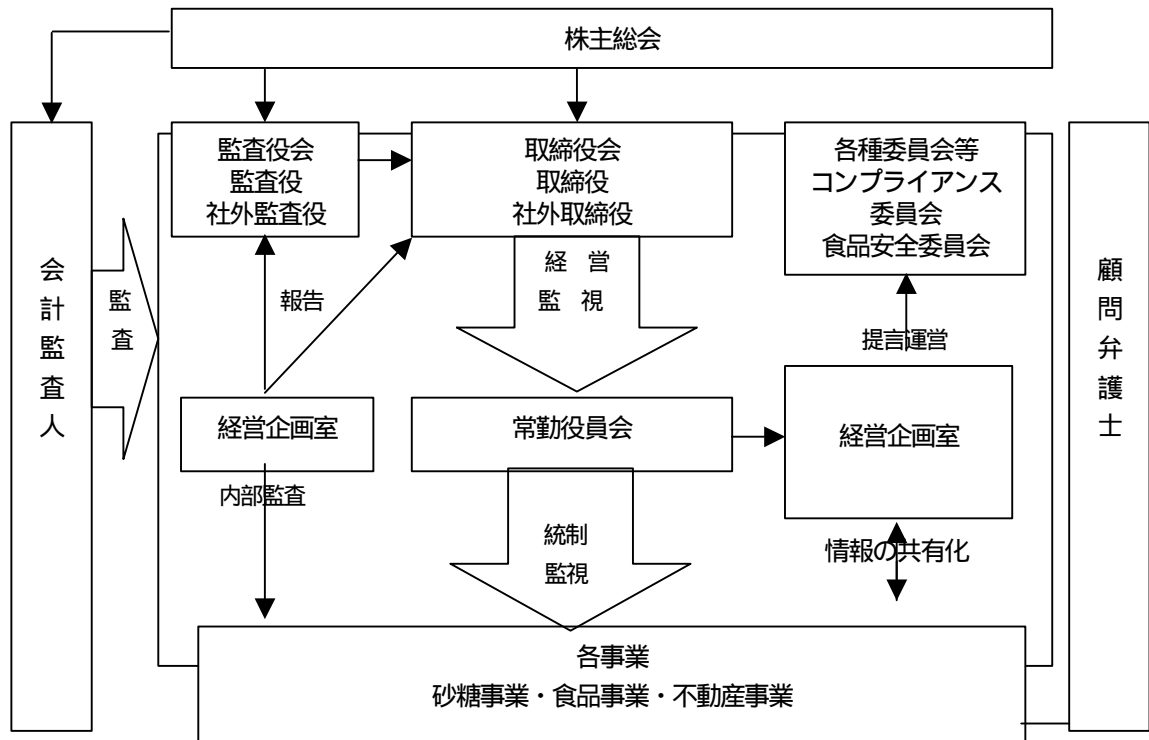 株主総会
監査役会
監査役
社外監査役
取締役会
取締役
社外取締役
各種委員会等
コンプライアンス
委員会
食品安全委員会
会計監査人
監査
報告
経 営
監 視
提言運営
顧問弁護士
経営企画室
常勤役員会
経営企画室
内部監査
統制
監視
情報の共有化
各事業
砂糖事業・食品事業・不動産事業